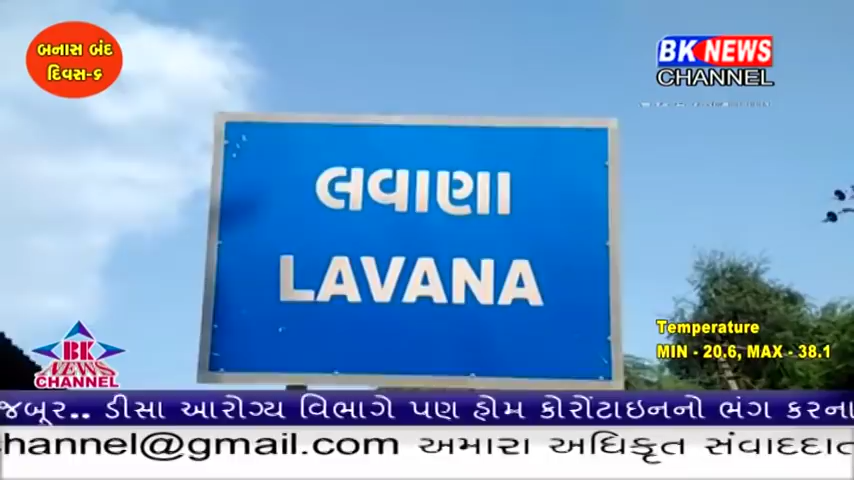 બનાસ બંદ
દિવસ-૬
BK NEWS
CHANNEL
લવાણા
LAVANA
Temperature
MIN - 20.6, MAX - 38.1
BK
NEWS
CHANNEL
જબૂર.. ડીસા આરોગ્ય વિભાગે પણ હોમ કોરોંટાઇનનો ભંગ કરના
channel@gmail.com અમારા અધિકૃત સંવાદદાત